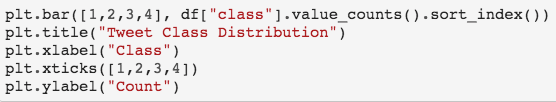 plt.bar([1,2,3,4], df["class"].value_counts().sort_index())
plt.title("Tweet Class Distribution")
plt.xlabel("Class")
plt.xticks([1,2,3,4])
plt.ylabel("Count")